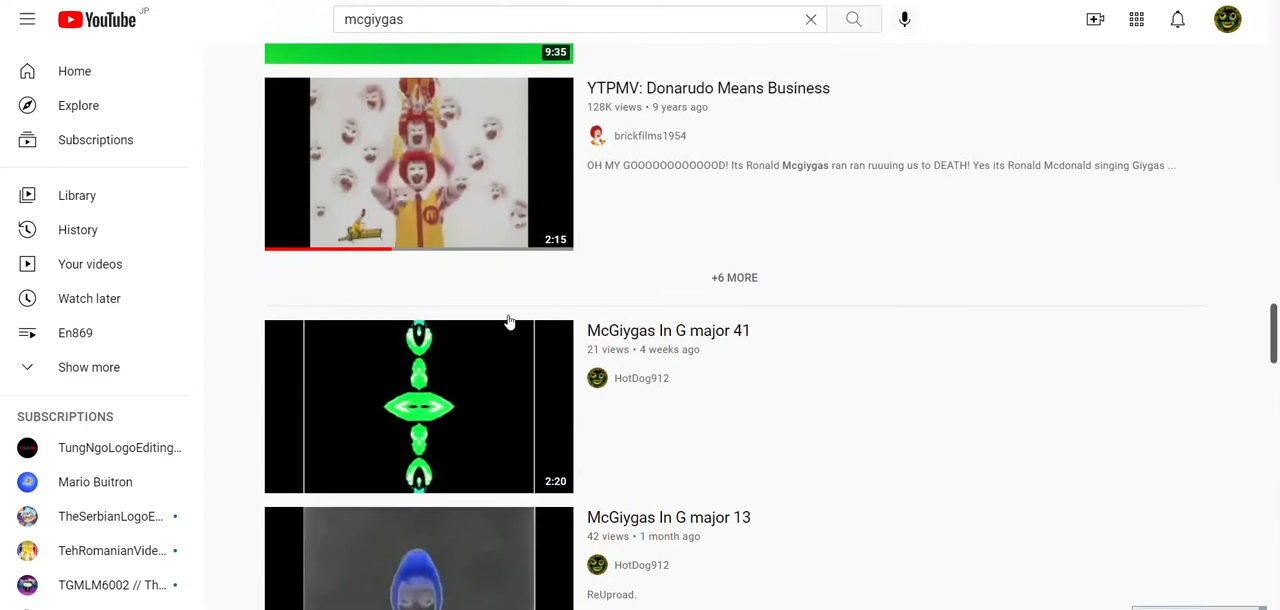 YouTube JP
mcgiygas
Home
Explore
Subscriptions
Library
History
Your videos
Watch later
En869
Show more
SUBSCRIPTIONS
TungNgoLogoEditing...
Mario Buitron
TheSerbianLogoE...
TehRomanianVide...
TGMLM6002 // Th...
9:35
2:15
YTPMV: Donarudo Means Business
128K views • 9 years ago
brickfilms1954
OH MY GOOOOOOOOOOOD! Its Ronald Mcgiygas ran ran ruuuing us to DEATH! Yes its Ronald Mcdonald singing Giygas ...
+6 MORE
2:20
McGiygas In G major 41
21 views • 4 weeks ago
HotDog912
McGiygas In G major 13
42 views • 1 month ago
HotDog912
ReUproad.